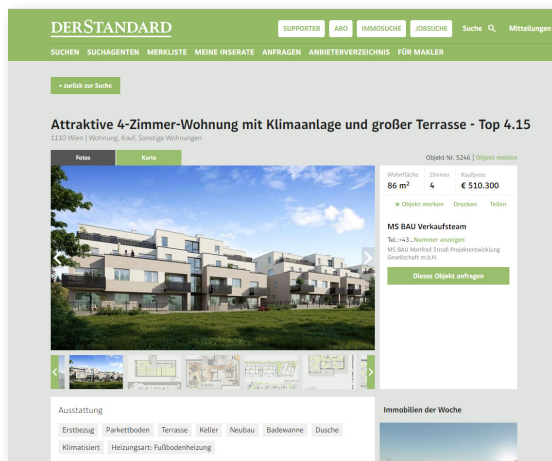 DERSTANDARD
SUPPORTER ABO IMMOSUCHE JOBSUCHE Suche Mitteilungen
SUCHEN SUCHAGENTEN MERKLISTE MEINE INSERATE ANFRAGEN ANBIETERVERZEICHNIS FÜR MAKLER
« zurück zur Suche
Attraktive 4-Zimmer-Wohnung mit Klimaanlage und großer Terrasse - Top 4.15
1110 Wien | Wohnung, Kauf, Sonstige Wohnungen
Fotos Karte
Objekt Nr. 5246 | Objekt melden
Wohnfläche Zimmer Kaufpreis
86 m² 4 € 510.300
★ Objekt merken Drucken Teilen
MS BAU Verkaufsteam
Tel.:+43...Nummer anzeigen
MS BAU Manfred Strodl Projektentwicklung
Gesellschaft m.b.H.
Dieses Objekt anfragen
Ausstattung
Erstbezug Parkettboden Terrasse Keller Neubau Badewanne Dusche
Klimatisiert Heizungsart: Fußbodenheizung
Immobilien der Woche